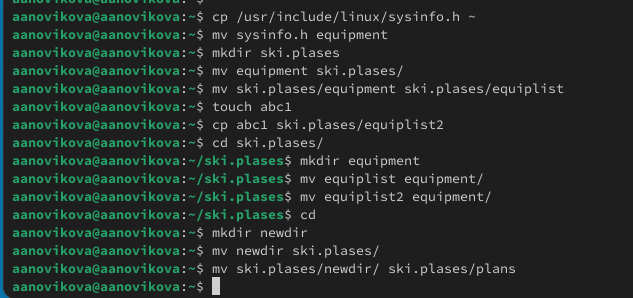 aanovikova@aanovikova:~$
aanovikova@aanovikova:~$ cp /usr/include/linux/sysinfo.h ~
aanovikova@aanovikova:~$ mv sysinfo.h equipment
aanovikova@aanovikova:~$ mkdir ski.plases
aanovikova@aanovikova:~$ mv equipment ski.plases/
aanovikova@aanovikova:~$ mv ski.plases/equipment ski.plases/equiplist
aanovikova@aanovikova:~$ touch abc1
aanovikova@aanovikova:~$ cp abc1 ski.plases/equiplist2
aanovikova@aanovikova:~$ cd ski.plases/
aanovikova@aanovikova:~/ski.plases$ mkdir equipment
aanovikova@aanovikova:~/ski.plases$ mv equiplist equipment/
aanovikova@aanovikova:~/ski.plases$ mv equiplist2 equipment/
aanovikova@aanovikova:~/ski.plases$ cd
aanovikova@aanovikova:~$ mkdir newdir
aanovikova@aanovikova:~$ mv newdir ski.plases/
aanovikova@aanovikova:~$ mv ski.plases/newdir/ ski.plases/plans
aanovikova@aanovikova:~$